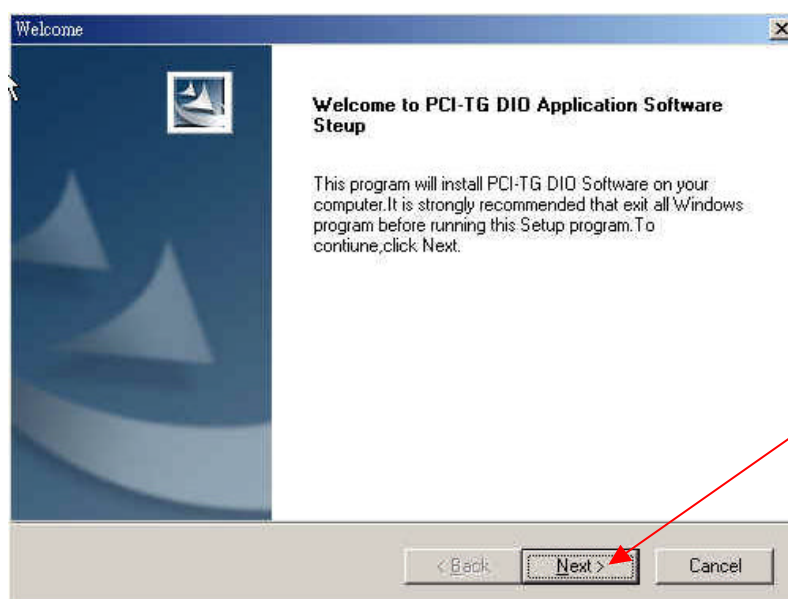 Welcome
Welcome to PCI-TG DIO Application Software
Steup
This program will install PCI-TG DIO Software on your
computer.It is strongly recommended that exit all Windows
program before running this Setup program.To
contiune,click Next.
< Back
Next >
Cancel